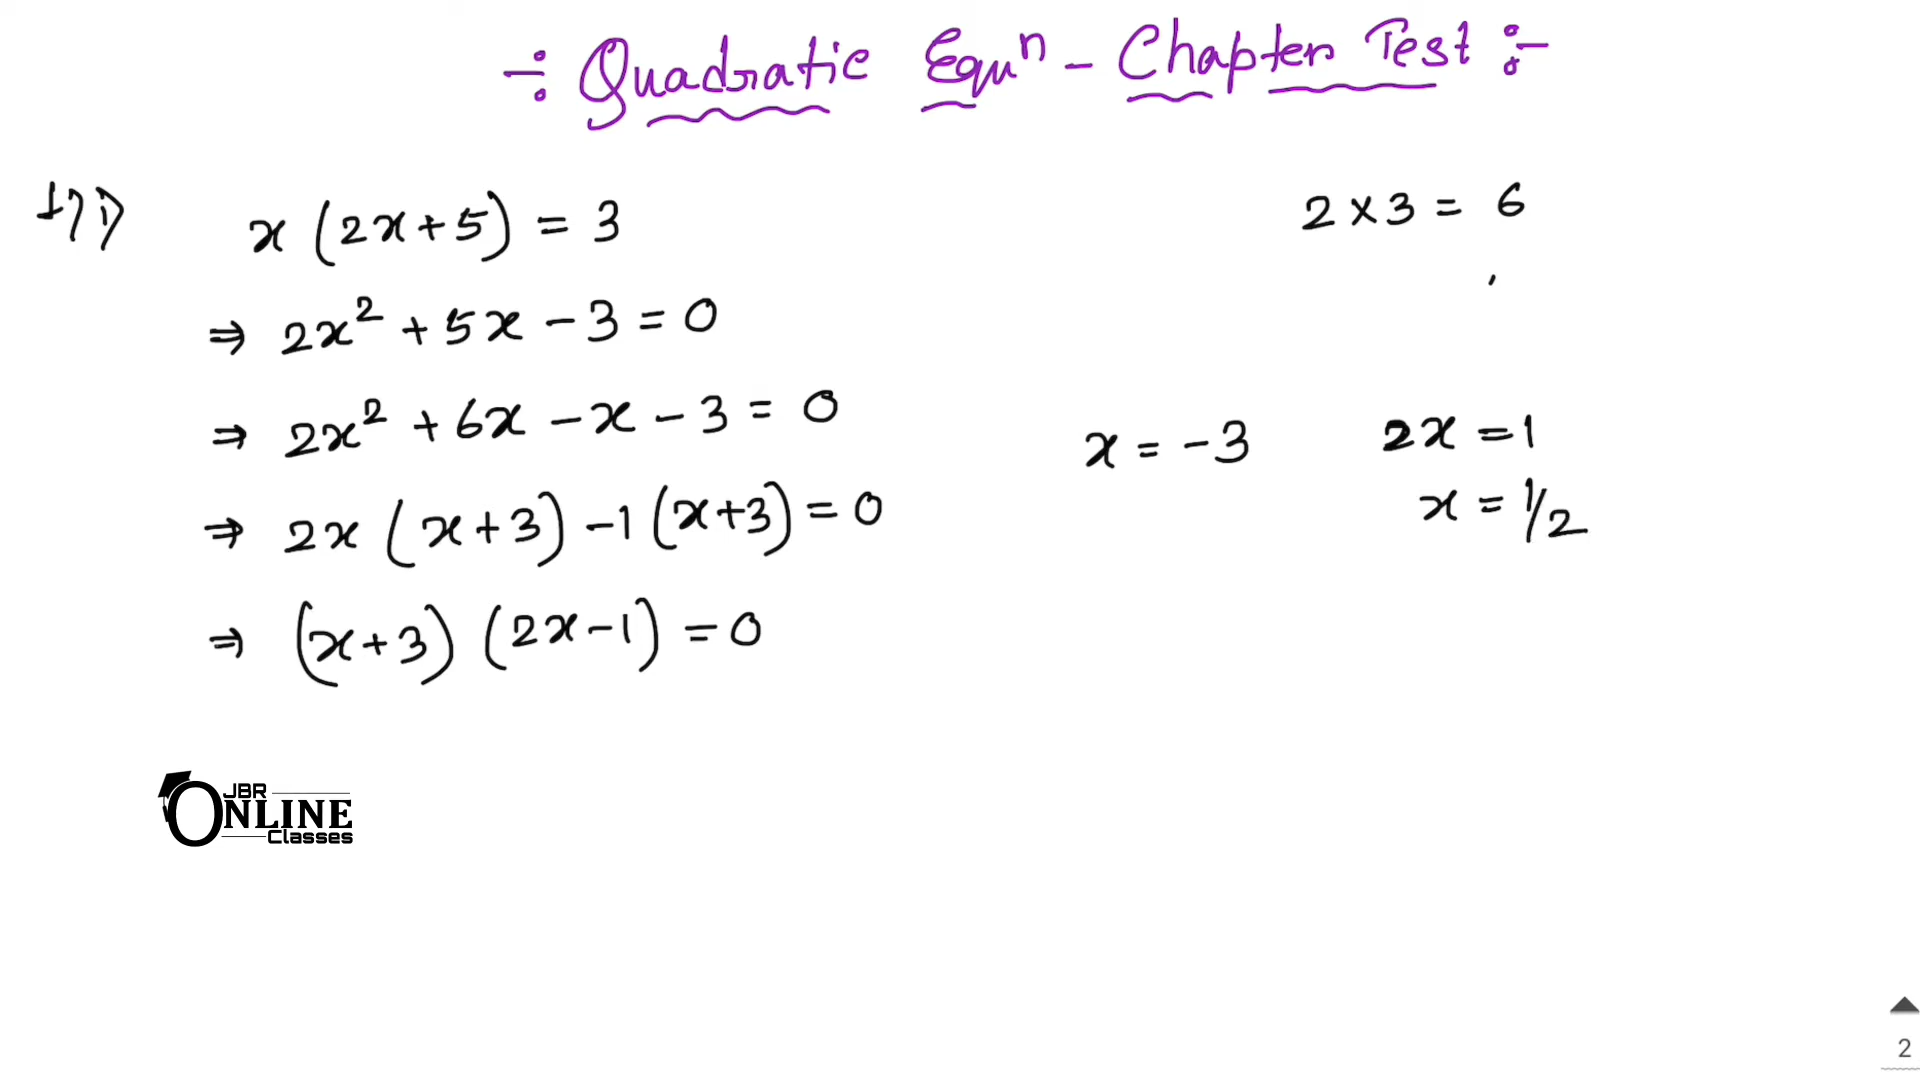 ÷ Quadratic Equⁿ - Chapter Test ÷
1) i) x (2x+5) = 3
⇒ 2x² + 5x - 3 = 0
⇒ 2x² + 6x - x - 3 = 0
⇒ 2x (x+3) -1 (x+3) = 0
⇒ (x+3) (2x-1) = 0
2 × 3 = 6
x = -3
2x = 1
x = 1/2
JBR
ONLINE
Classes
2